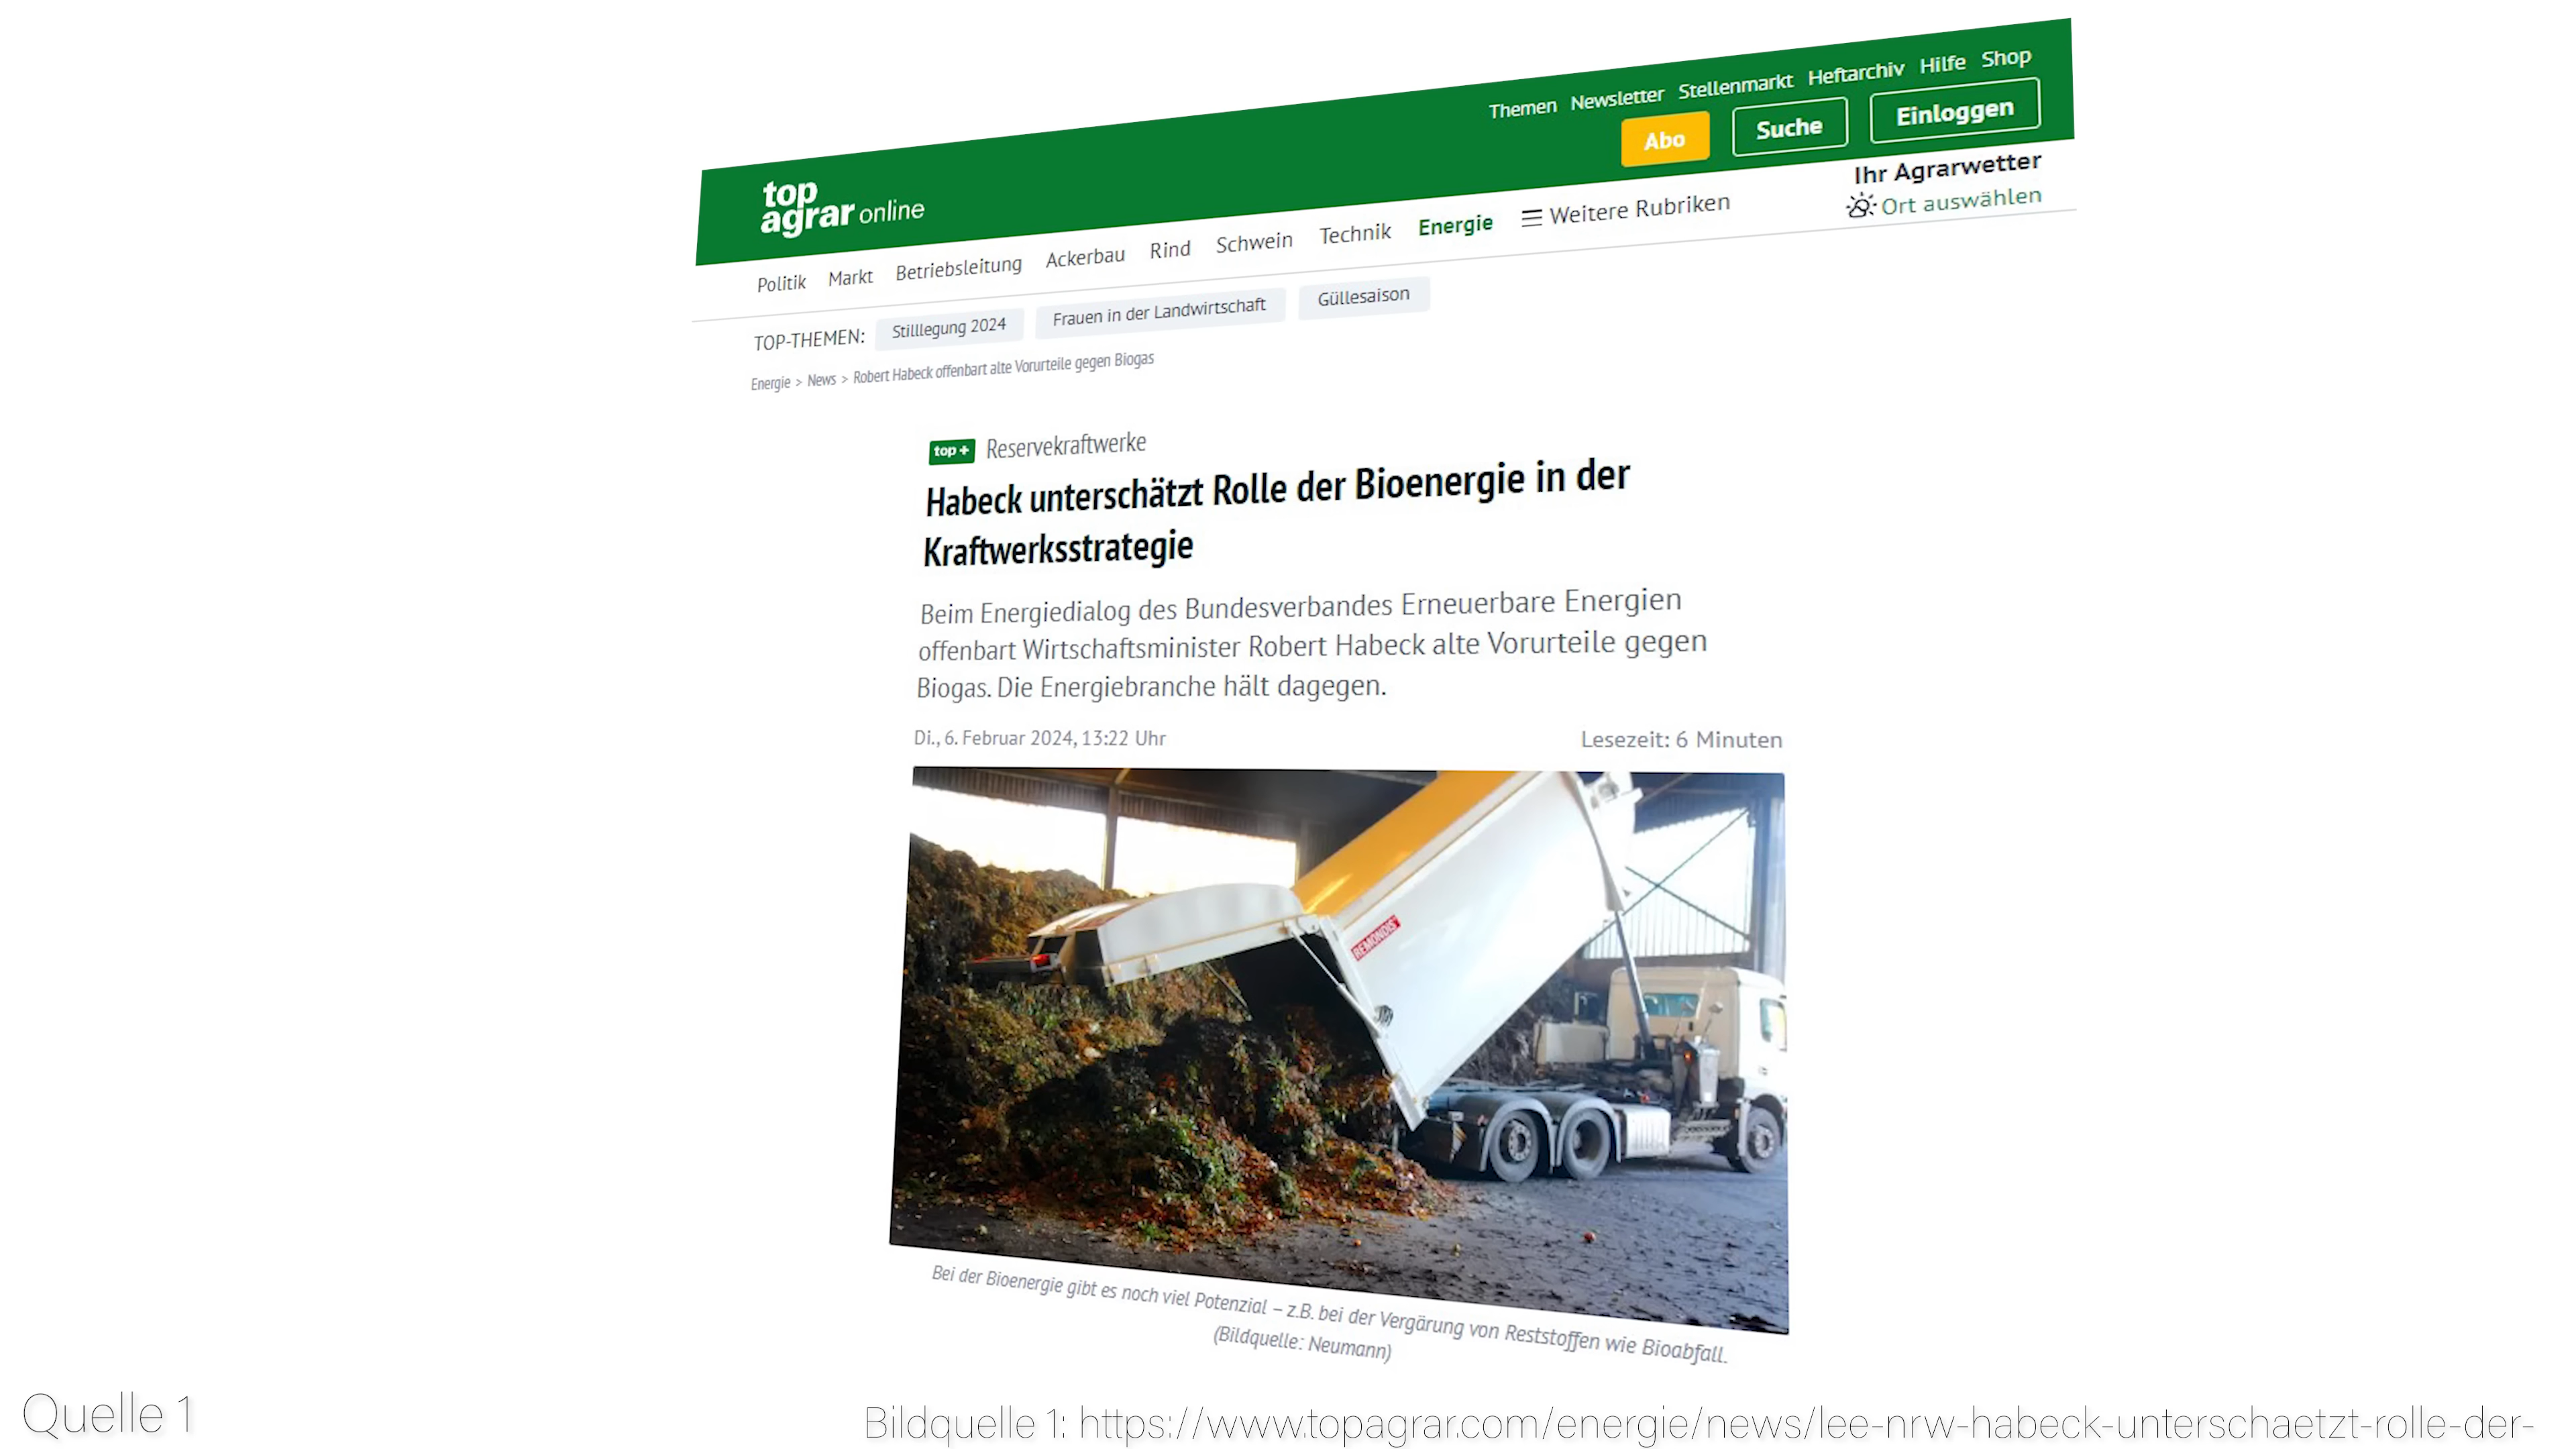 Themen Newsletter Stellenmarkt Heftarchiv Hilfe Shop
top
agrar online
Abo Suche Einloggen
Politik Markt Betriebsleitung Ackerbau Rind Schwein Technik Energie Weitere Rubriken
Ihr Agrarwetter
Ort auswählen
TOP-THEMEN: Stilllegung 2024 Frauen in der Landwirtschaft Güllesaison
Energie > News > Robert Habeck offenbart alte Vorurteile gegen Biogas
top + Reservekraftwerke
Habeck unterschätzt Rolle der Bioenergie in der
Kraftwerksstrategie
Beim Energiedialog des Bundesverbandes Erneuerbare Energien
offenbart Wirtschaftsminister Robert Habeck alte Vorurteile gegen
Biogas. Die Energiebranche hält dagegen.
Di., 6. Februar 2024, 13:22 Uhr
Lesezeit: 6 Minuten
REMONDIS
Bei der Bioenergie gibt es noch viel Potenzial – z.B. bei der Vergärung von Reststoffen wie Bioabfall.
(Bildquelle: Neumann)
Quelle 1
Bildquelle 1: https://www.topagrar.com/energie/news/lee-nrw-habeck-unterschaetzt-rolle-der-